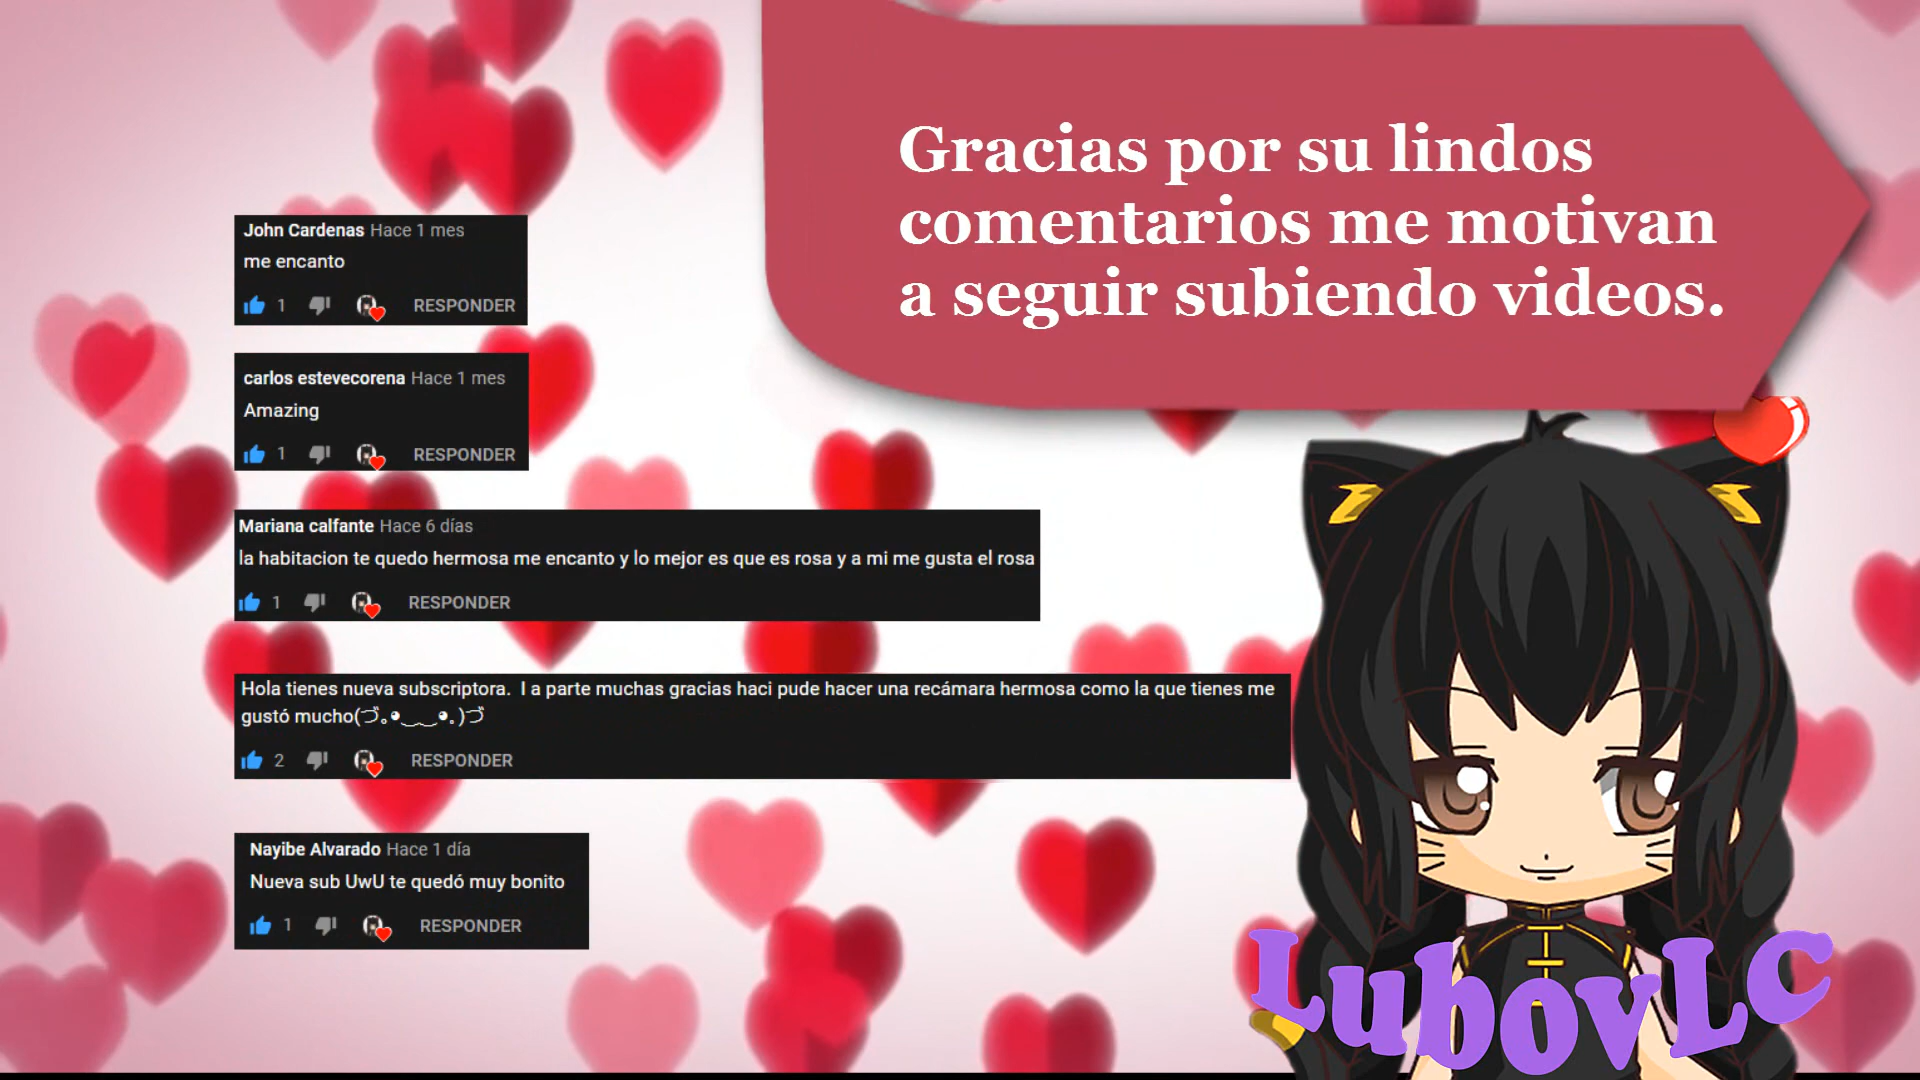 Gracias por su lindos
comentarios me motivan
a seguir subiendo videos.
John Cardenas Hace 1 mes
me encanto
1 RESPONDER
carlos estevecorena Hace 1 mes
Amazing
1 RESPONDER
Mariana calfante Hace 6 días
la habitacion te quedo hermosa me encanto y lo mejor es que es rosa y a mi me gusta el rosa
1 RESPONDER
Hola tienes nueva subscriptora. I a parte muchas gracias haci pude hacer una recámara hermosa como la que tienes me
gustó mucho(づ｡◕‿‿◕｡)づ
2 RESPONDER
Nayibe Alvarado Hace 1 día
Nueva sub UwU te quedó muy bonito
1 RESPONDER
LubovLC